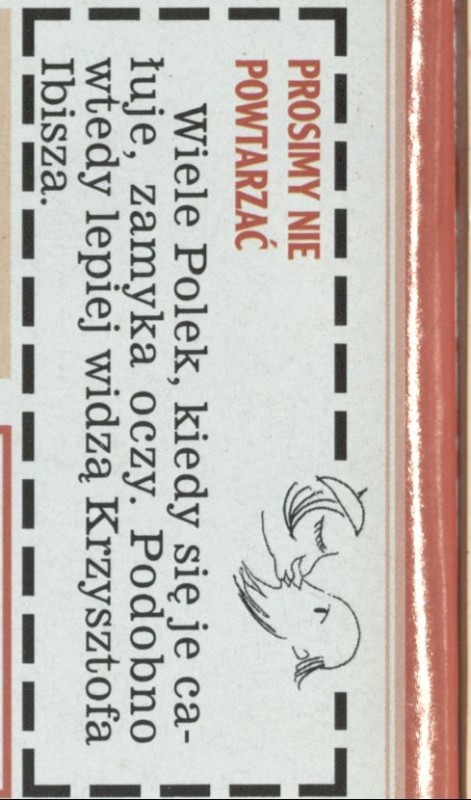 PROSIMY NIE
POWTARZAĆ
Wiele Polek, kiedy się je ca-
łuje, zamyka oczy. Podobno
wtedy lepiej widzą Krzysztofa
Ibisza.